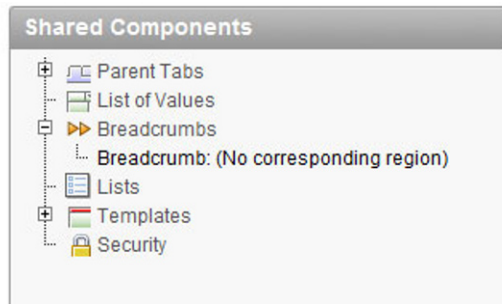 Shared Components
Parent Tabs
List of Values
Breadcrumbs
Breadcrumb: (No corresponding region)
Lists
Templates
Security